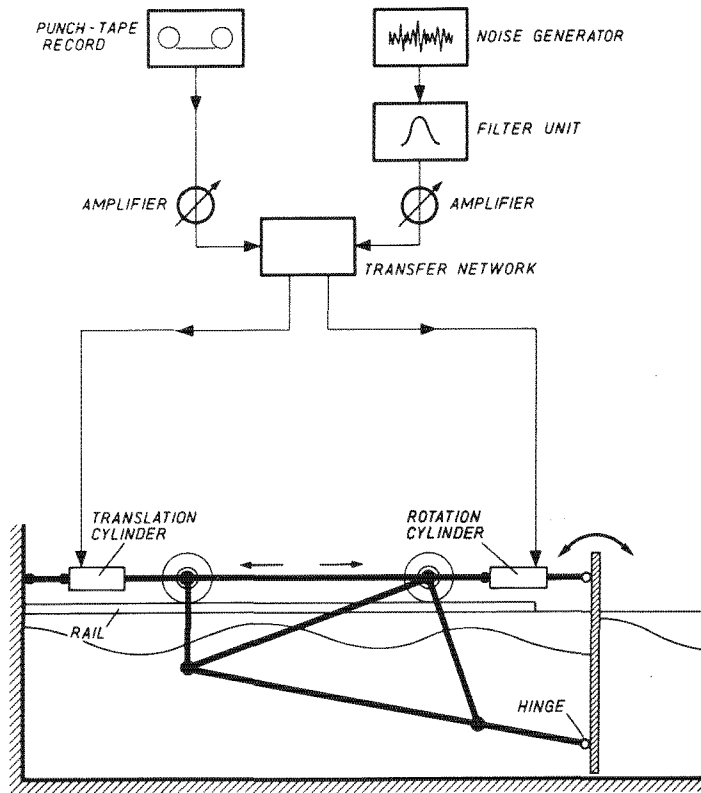 PUNCH-TAPE
RECORD
NOISE GENERATOR
FILTER UNIT
AMPLIFIER
AMPLIFIER
TRANSFER NETWORK
TRANSLATION
CYLINDER
ROTATION
CYLINDER
RAIL
HINGE